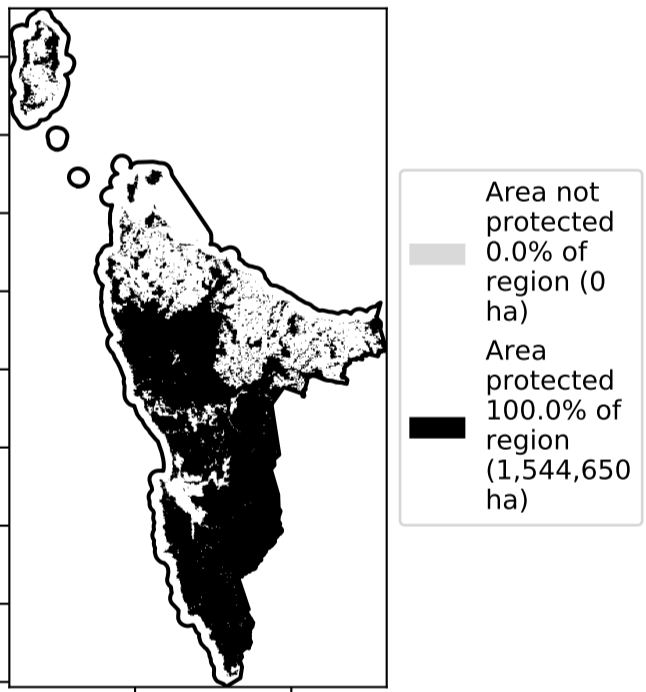 Area not
protected
0.0% of
region (0
ha)
Area
protected
100.0% of
region
(1,544,650
ha)